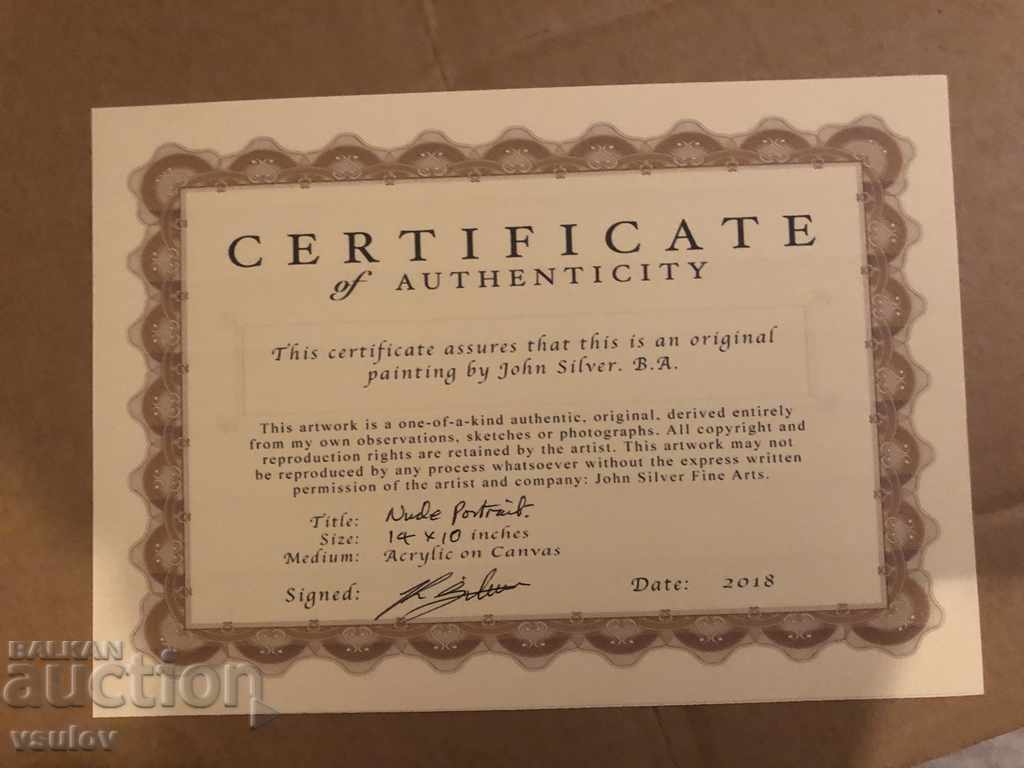 CERTIFICATE
of AUTHENTICITY
This certificate assures that this is an original
painting by John Silver. B.A.
This artwork is a one-of-a-kind authentic, original, derived entirely
from my own observations, sketches or photographs. All copyright and
reproduction rights are retained by the artist. This artwork may not
be reproduced by any process whatsoever without the express written
permission of the artist and company: John Silver Fine Arts.
Title: Nude Portrait.
Size: 14 x 10 inches
Medium: Acrylic on Canvas
Signed: Date: 2018
BALKAN
auction
vsulov